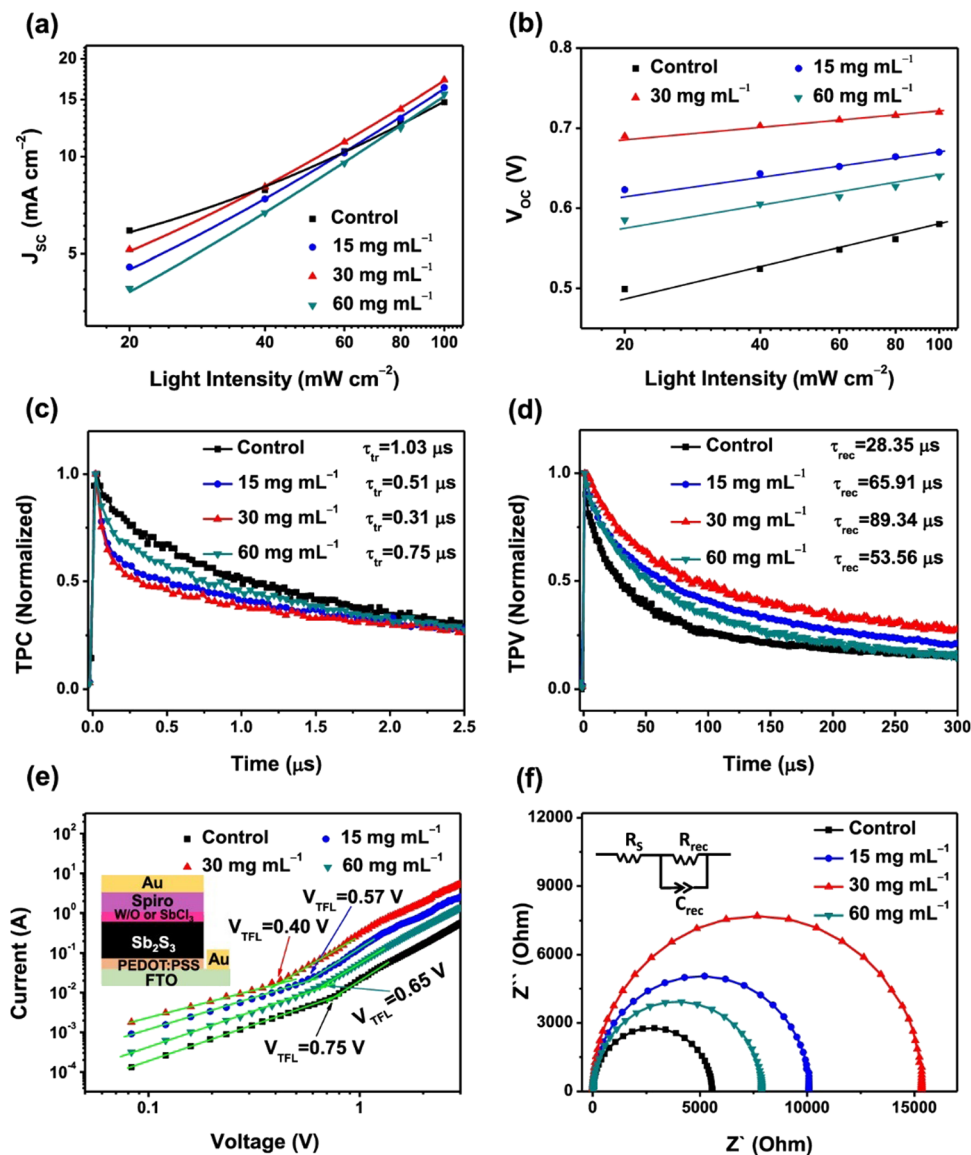 (a)
20
15
10
5
J_SC (mA cm⁻²)
Control
15 mg mL⁻¹
30 mg mL⁻¹
60 mg mL⁻¹
20 40 60 80 100
Light Intensity (mW cm⁻²)
(b)
0.8
0.7
0.6
0.5
V_OC (V)
Control 15 mg mL⁻¹
30 mg mL⁻¹ 60 mg mL⁻¹
20 40 60 80 100
Light Intensity (mW cm⁻²)
(c)
1.0
0.5
0.0
TPC (Normalized)
Control τ_tr=1.03 μs
15 mg mL⁻¹ τ_tr=0.51 μs
30 mg mL⁻¹ τ_tr=0.31 μs
60 mg mL⁻¹ τ_tr=0.75 μs
0.0 0.5 1.0 1.5 2.0 2.5
Time (μs)
(d)
1.0
0.5
0.0
TPV (Normalized)
Control τ_rec=28.35 μs
15 mg mL⁻¹ τ_rec=65.91 μs
30 mg mL⁻¹ τ_rec=89.34 μs
60 mg mL⁻¹ τ_rec=53.56 μs
0 50 100 150 200 250 300
Time (μs)
(e)
10²
10¹
10⁰
10⁻¹
10⁻²
10⁻³
10⁻⁴
Current (A)
Control 15 mg mL⁻¹
30 mg mL⁻¹ 60 mg mL⁻¹
Au
Spiro
W/O or SbCl₃
Sb₂S₃
PEDOT:PSS Au
FTO
V_TFL=0.57 V
V_TFL=0.40 V
V_TFL=0.65 V
V_TFL=0.75 V
0.1 1
Voltage (V)
(f)
12000
9000
6000
3000
0
Z`` (Ohm)
R_S R_rec
C_rec
Control
15 mg mL⁻¹
30 mg mL⁻¹
60 mg mL⁻¹
0 5000 10000 15000
Z` (Ohm)